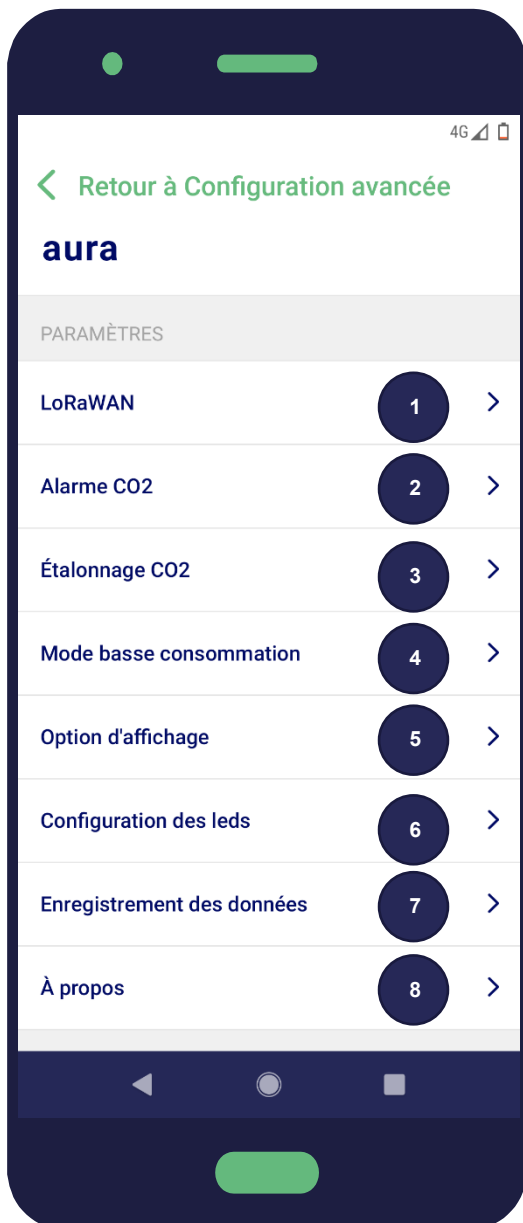 4G
Retour à Configuration avancée
aura
PARAMÈTRES
LoRaWAN 1
Alarme CO2 2
Étalonnage CO2 3
Mode basse consommation 4
Option d'affichage 5
Configuration des leds 6
Enregistrement des données 7
À propos 8